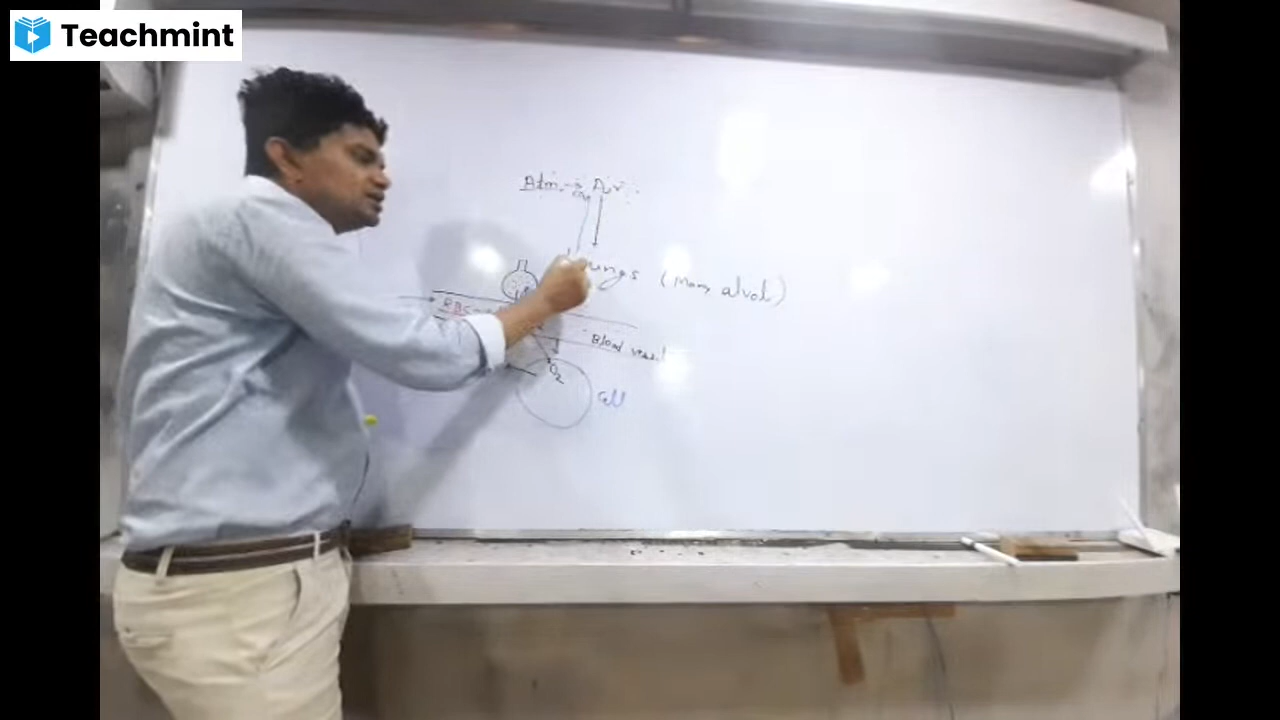 Teachmint
Atm. → Air
Lungs (Many alveoli)
RBC
Blood vessel
O2
Cell